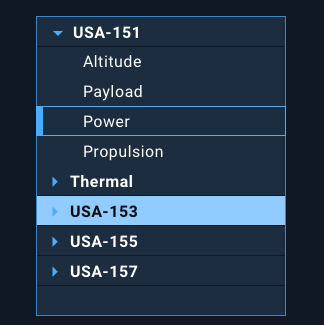 USA-151
Altitude
Payload
Power
Propulsion
Thermal
USA-153
USA-155
USA-157